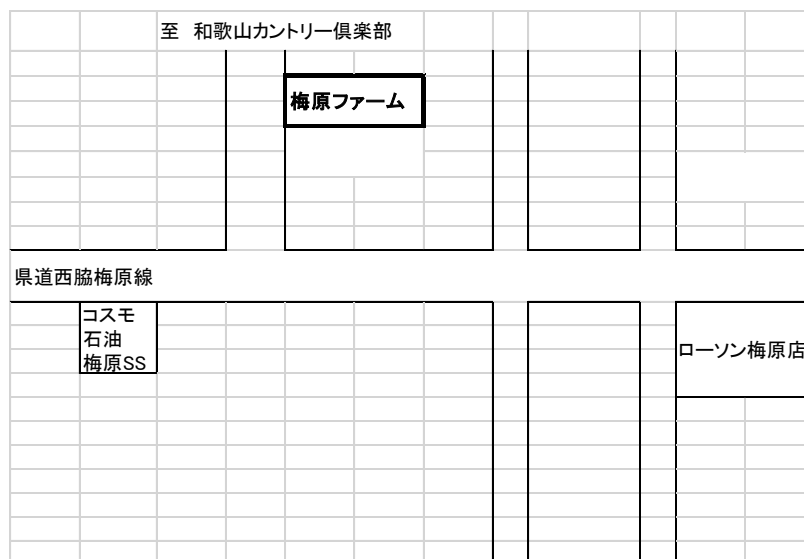 至　和歌山カントリー倶楽部
梅原ファーム
県道西脇梅原線
コスモ
石油
梅原SS
ローソン梅原店